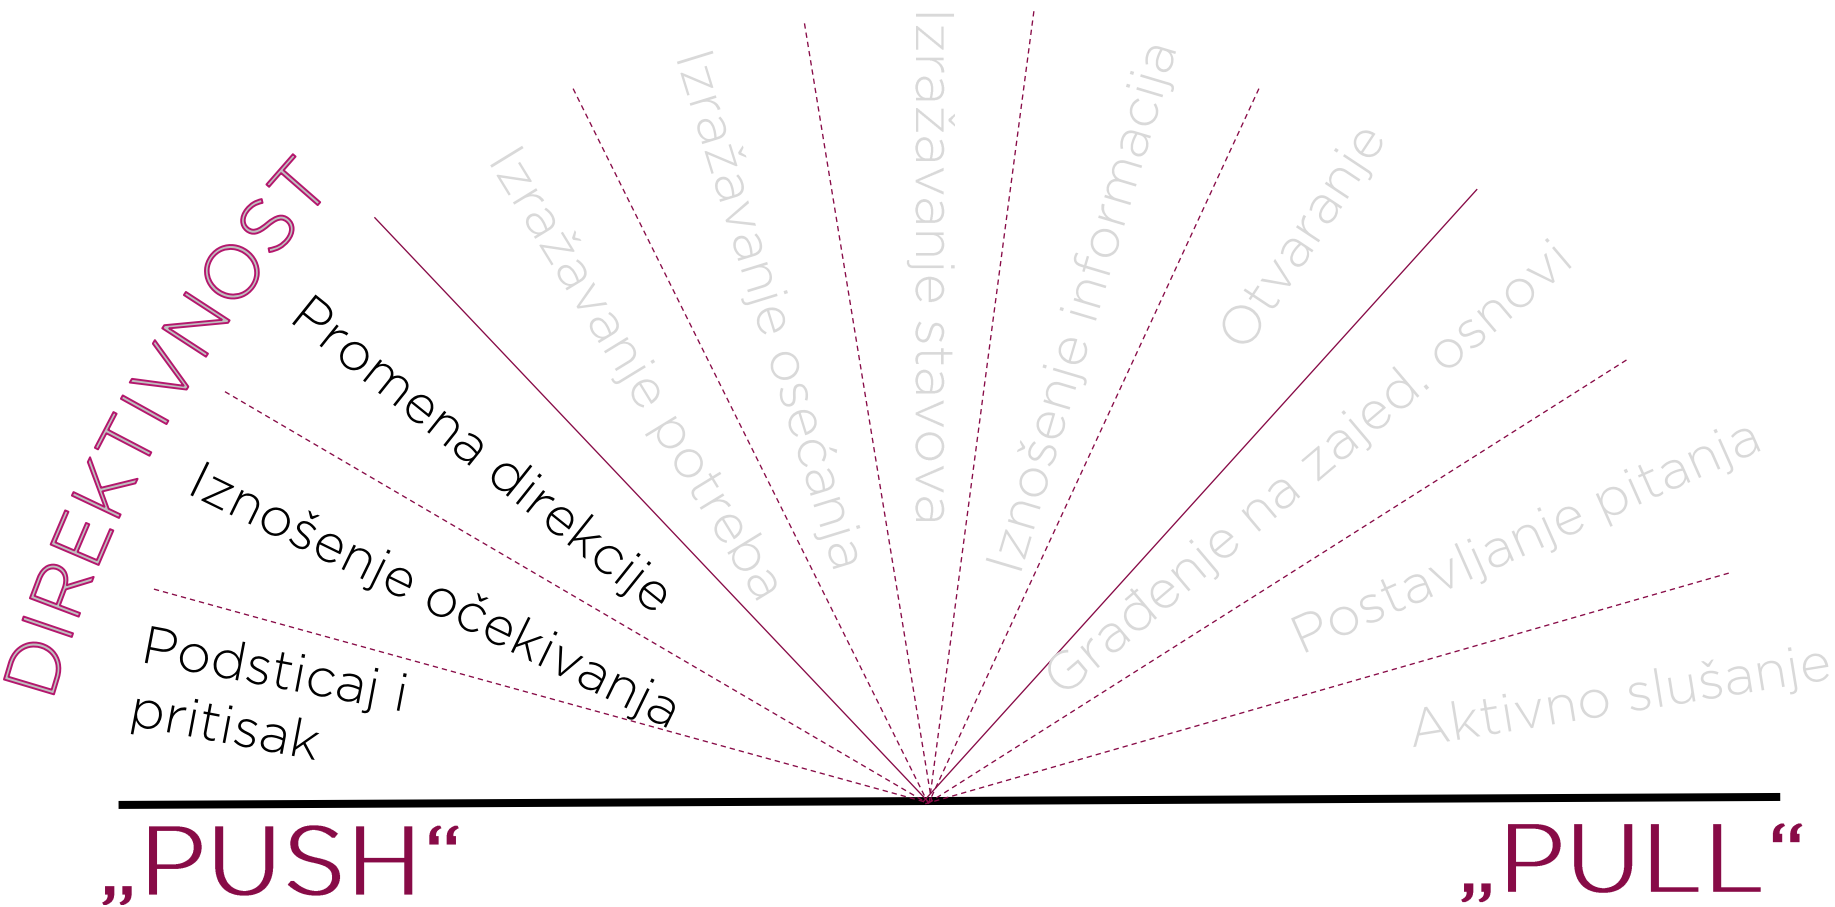 DIREKTIVNOST
Podsticaj i
pritisak
Iznošenje očekivanja
Promena direkcije
Izražavanje potreba
Izražavanje osećanja
Izražavanje stavova
Iznošenje informacija
Otvaranje
Građenje na zajed. osnovi
Postavljanje pitanja
Aktivno slušanje
„PUSH“
„PULL“